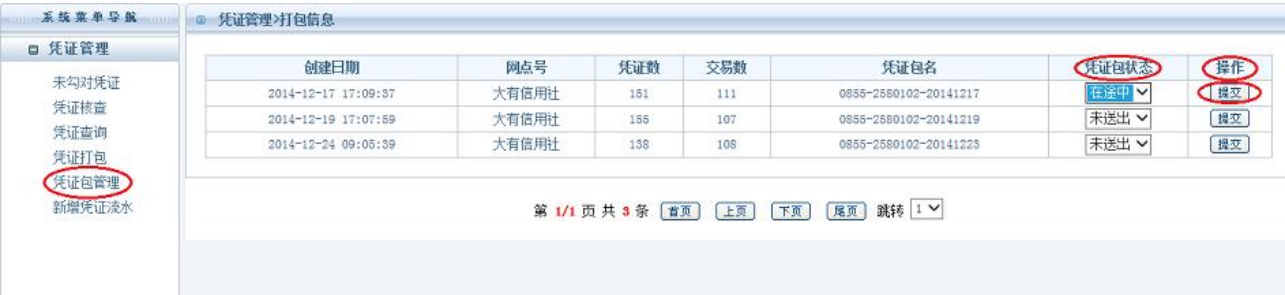 系统菜单导航
凭证管理>打包信息
凭证管理
未勾对凭证
凭证核查
凭证查询
凭证打包
凭证包管理
新增凭证流水
创建日期 网点号 凭证数 交易数 凭证包名 凭证包状态 操作
2014-12-17 17:09:37 大有信用社 151 111 0855-2580102-20141217 在途中 提交
2014-12-19 17:07:59 大有信用社 155 107 0855-2580102-20141219 未送出 提交
2014-12-24 09:05:39 大有信用社 138 108 0855-2580102-20141223 未送出 提交
第 1/1 页 共 3 条 首页 上页 下页 尾页 跳转 1